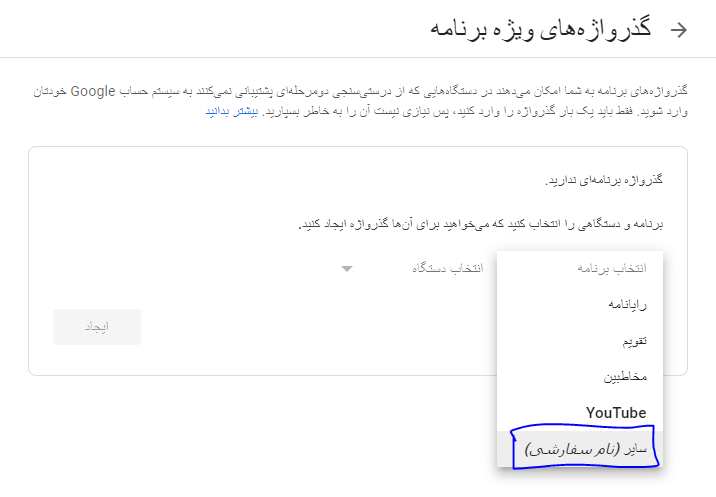 گذرواژه‌های ویژه برنامه
گذرواژه‌های برنامه به شما امکان می‌دهند در دستگاه‌هایی که از درستی‌سنجی دومرحله‌ای پشتیبانی نمی‌کنند به سیستم حساب Google خودتان
وارد شوید. فقط باید یک بار گذرواژه را وارد کنید، پس نیازی نیست آن را به خاطر بسپارید. بیشتر بدانید
گذرواژه برنامه‌ای ندارید.
برنامه و دستگاهی را انتخاب کنید که می‌خواهید برای آن‌ها گذرواژه ایجاد کنید.
انتخاب برنامه
انتخاب دستگاه
رایانامه
تقویم
مخاطبین
YouTube
سایر (نام سفارشی)
ایجاد